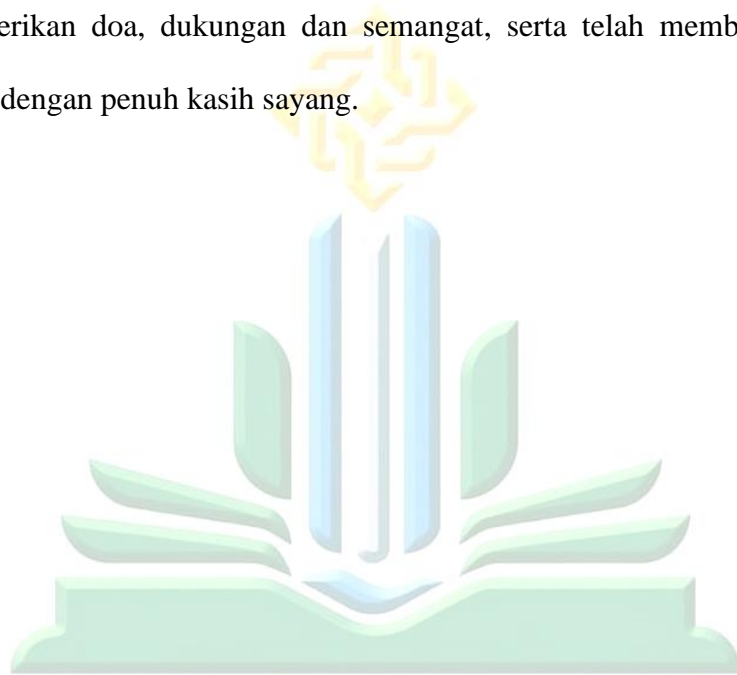 erikan doa, dukungan dan semangat, serta telah memb
dengan penuh kasih sayang.